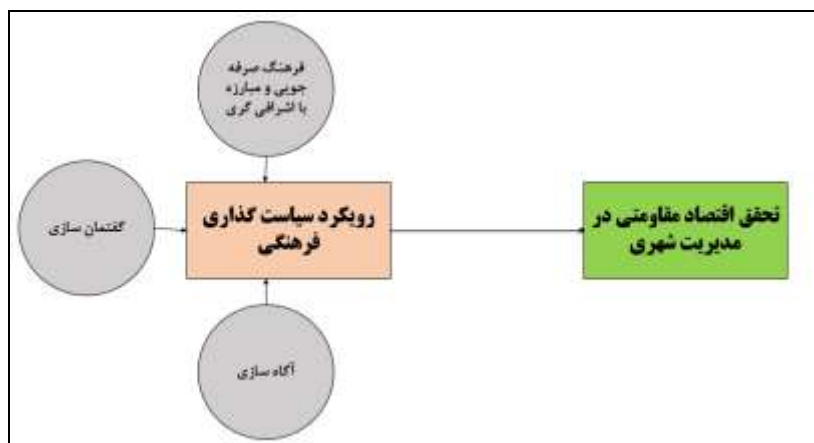 فرهنگ صرفه
جویی و مبارزه
با اشرافی گری
تحقق اقتصاد مقاومتی در
مدیریت شهری
رویکرد سیاست گذاری
فرهنگی
گفتمان سازی
آگاه سازی